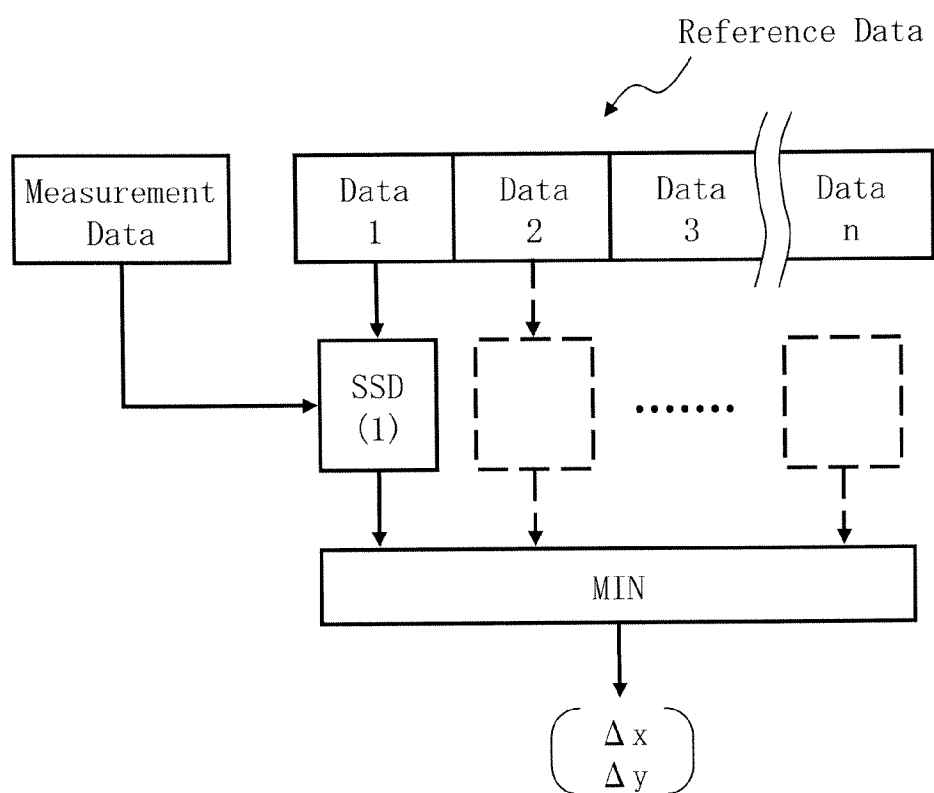 Reference Data
Measurement
Data
Data
1
Data
2
Data
3
Data
n
SSD
(1)
MIN
Δx
Δy